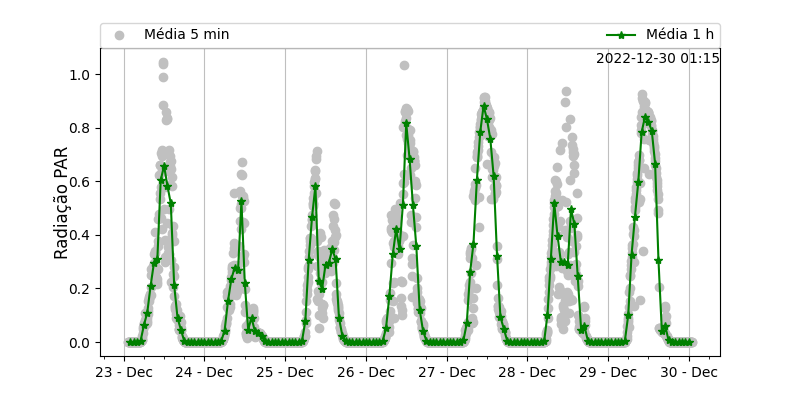 Média 5 min
Média 1 h
2022-12-30 01:15
Radiação PAR
1.0
0.8
0.6
0.4
0.2
0.0
23 - Dec
24 - Dec
25 - Dec
26 - Dec
27 - Dec
28 - Dec
29 - Dec
30 - Dec